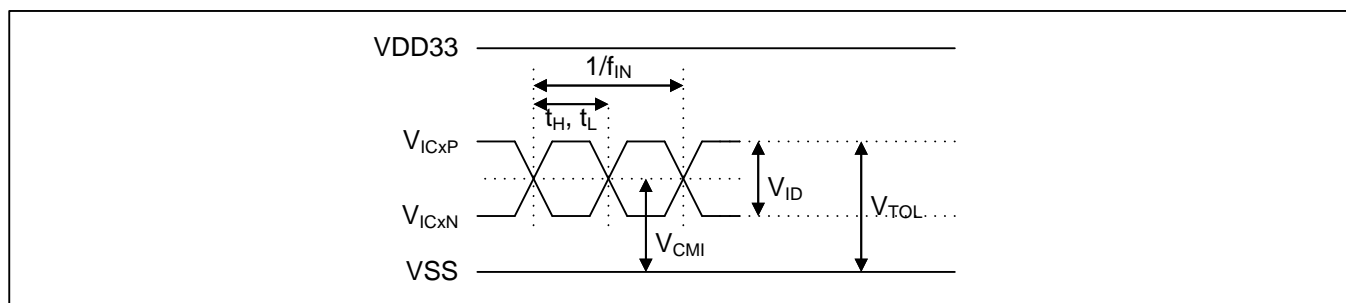 VDD33
1/fIN
tH, tL
VICxP
VID
VTOL
VICxN
VCMI
VSS